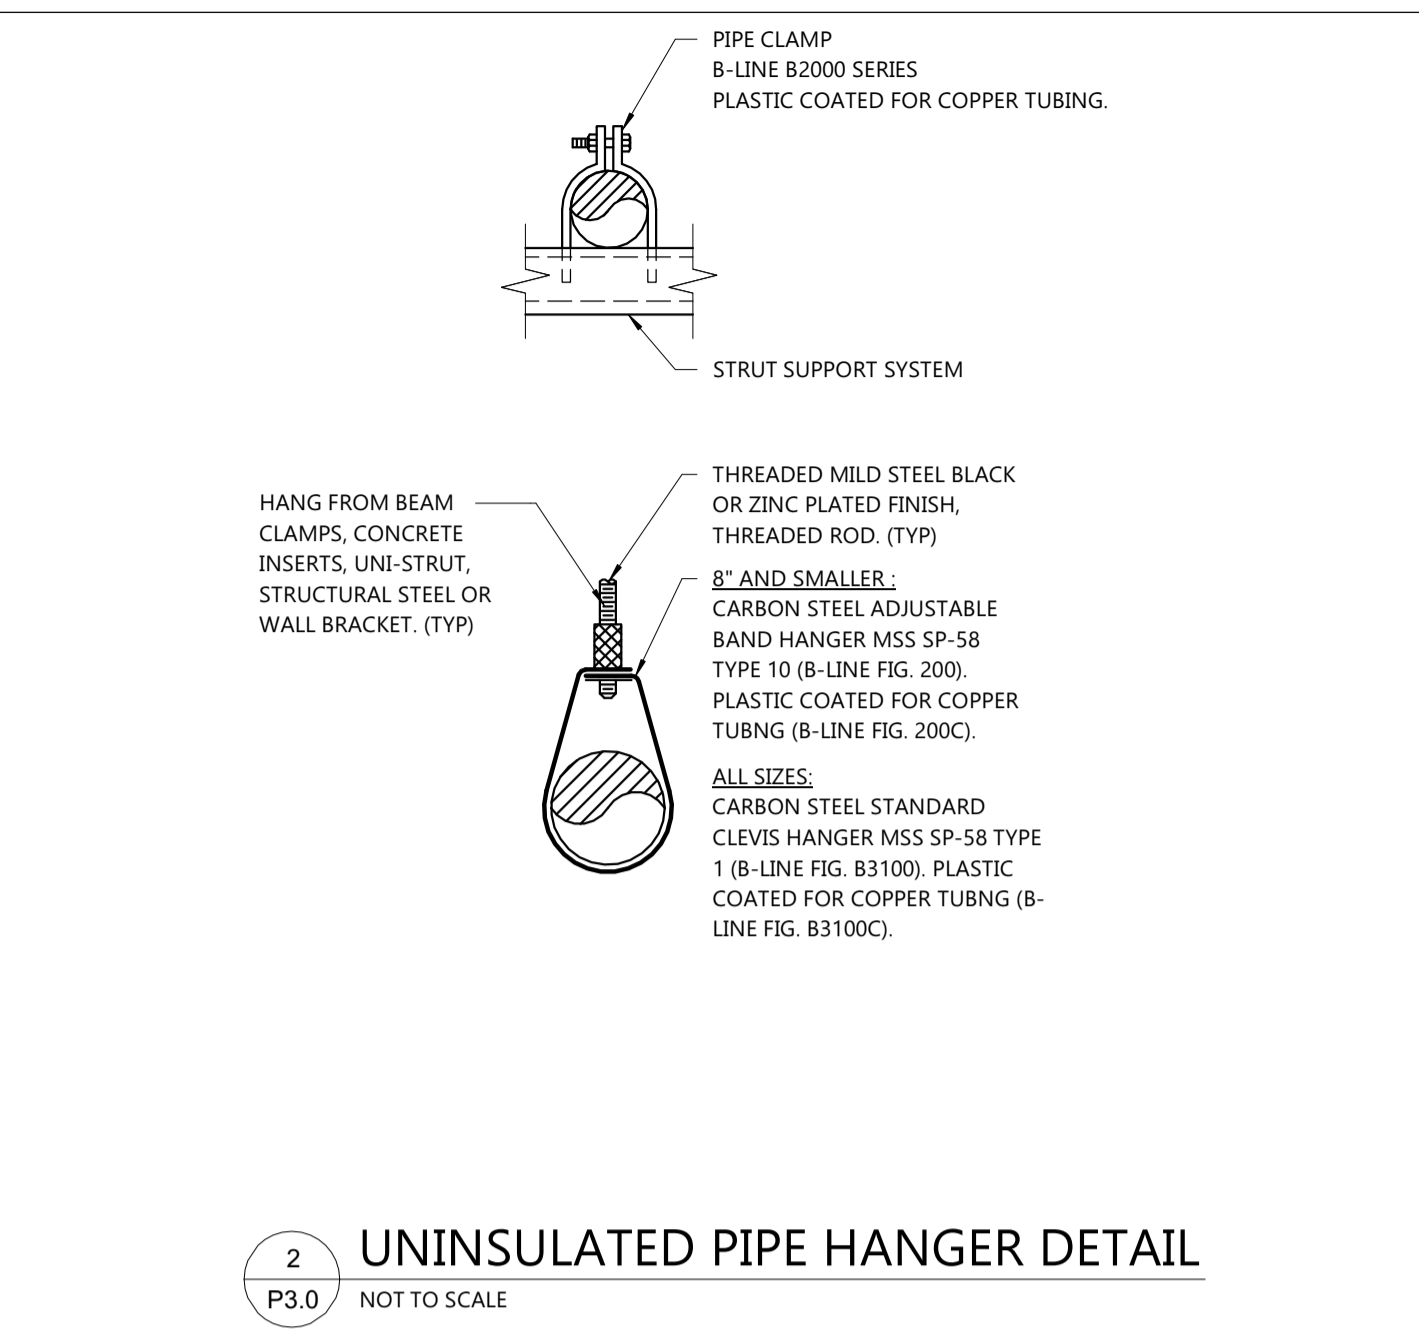 PIPE CLAMP
B-LINE B2000 SERIES
PLASTIC COATED FOR COPPER TUBING.
STRUT SUPPORT SYSTEM
HANG FROM BEAM
CLAMPS, CONCRETE
INSERTS, UNI-STRUT,
STRUCTURAL STEEL OR
WALL BRACKET. (TYP)
THREADED MILD STEEL BLACK
OR ZINC PLATED FINISH,
THREADED ROD. (TYP)
8" AND SMALLER :
CARBON STEEL ADJUSTABLE
BAND HANGER MSS SP-58
TYPE 10 (B-LINE FIG. 200).
PLASTIC COATED FOR COPPER
TUBNG (B-LINE FIG. 200C).
ALL SIZES:
CARBON STEEL STANDARD
CLEVIS HANGER MSS SP-58 TYPE
1 (B-LINE FIG. B3100). PLASTIC
COATED FOR COPPER TUBNG (B-
LINE FIG. B3100C).
2
P3.0
UNINSULATED PIPE HANGER DETAIL
NOT TO SCALE